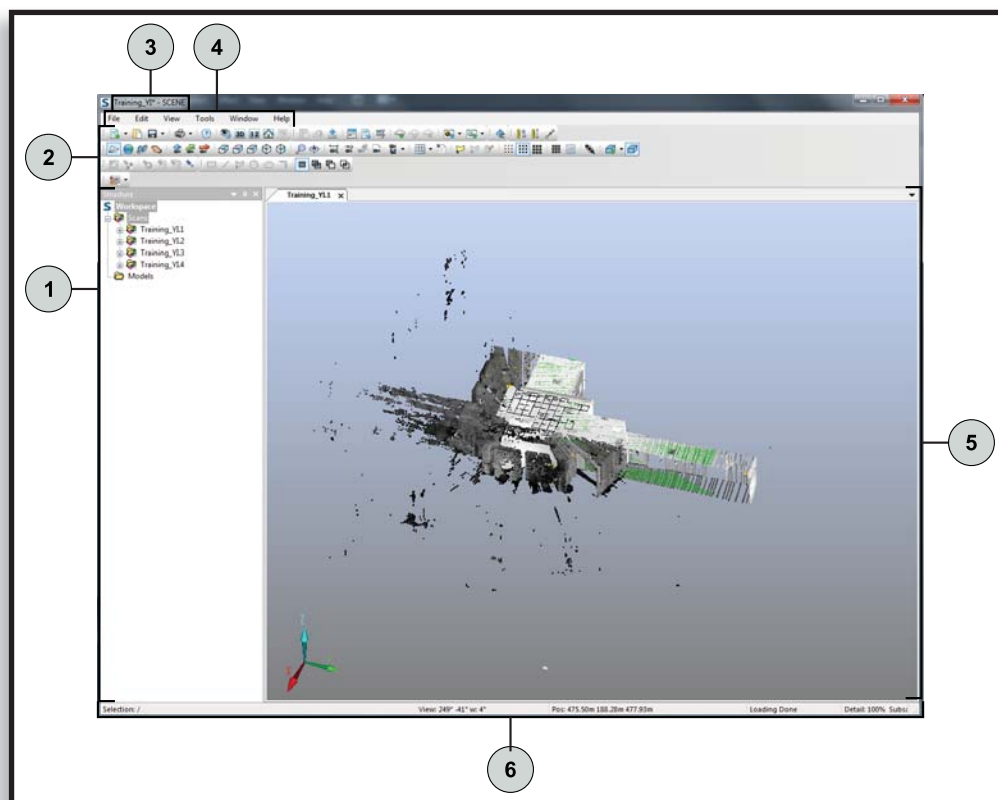 3
4
Training_YI* - SCENE
File Edit View Tools Window Help
2
Structure
Training_YL1 x
Workspace
Scans
Training_YL1
Training_YL2
Training_YL3
Training_YL4
Models
1
5
Selection: / View: 249° -41° w: 4° Pos: 475.50m 188.28m 477.93m Loading Done Detail: 100% Subs:
6